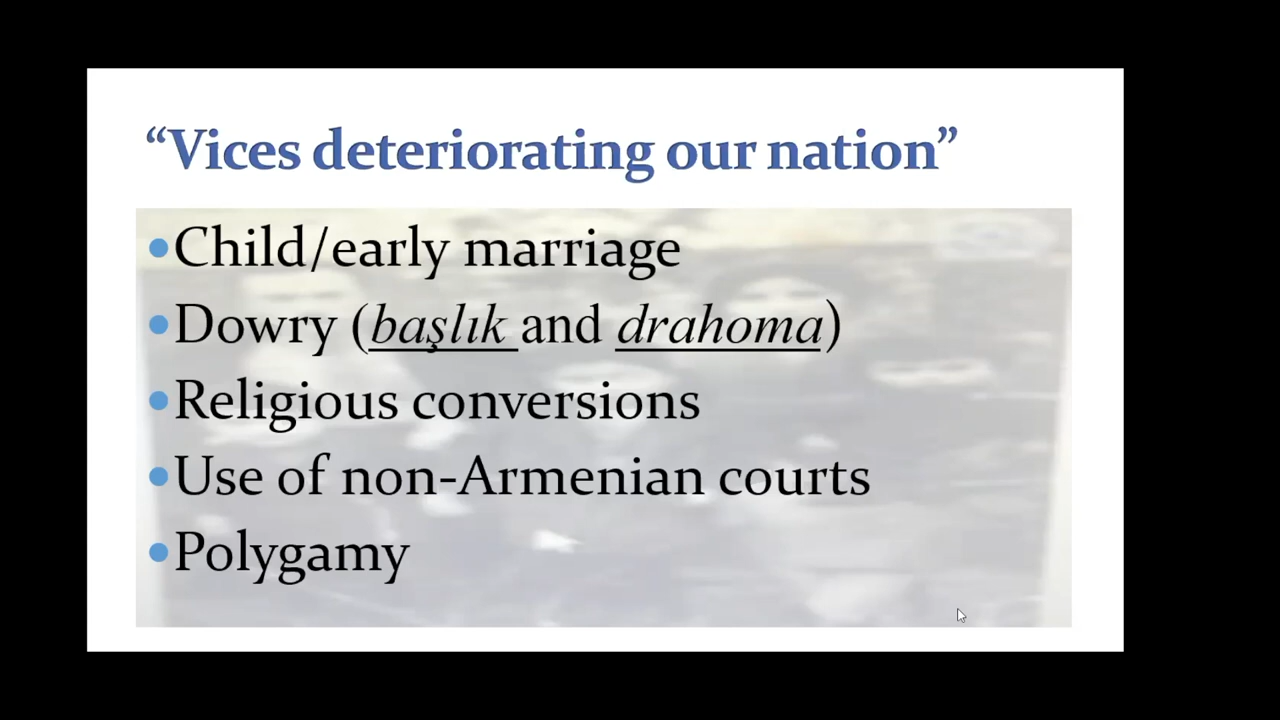 “Vices deteriorating our nation”
•Child/early marriage
•Dowry (başlık and drahoma)
•Religious conversions
•Use of non-Armenian courts
•Polygamy